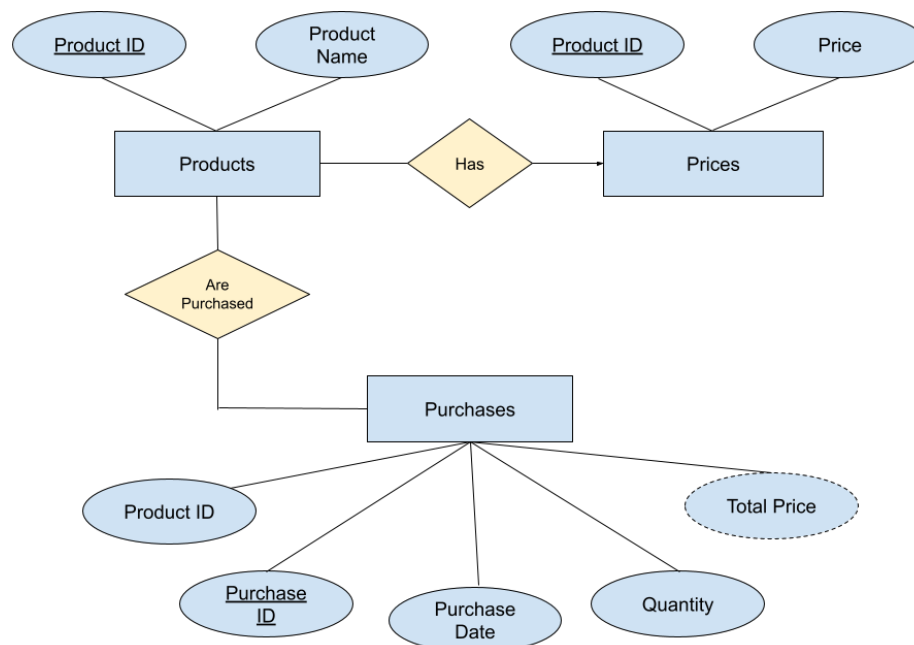 Product ID
Product
Name
Product ID
Price
Products
Has
Prices
Are
Purchased
Purchases
Product ID
Total Price
Purchase
ID
Purchase
Date
Quantity